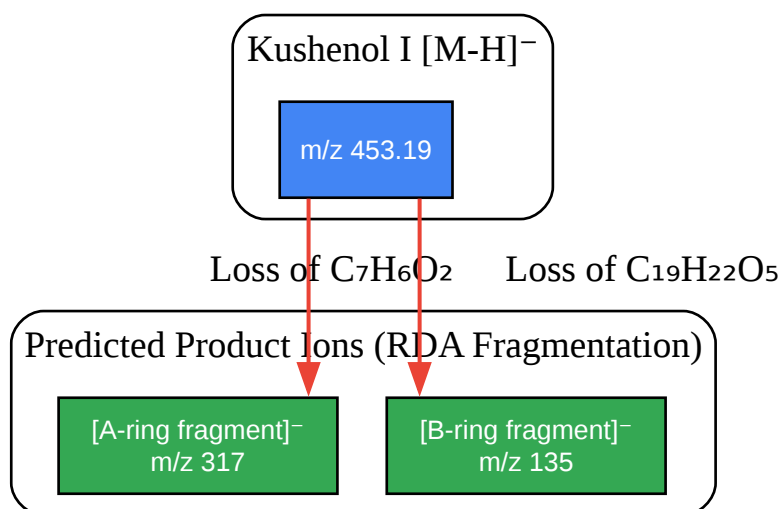 Kushenol I [M-H]⁻
m/z 453.19
Loss of C₇H₆O₂
Loss of C₁₉H₂₂O₅
Predicted Product Ions (RDA Fragmentation)
[A-ring fragment]⁻
m/z 317
[B-ring fragment]⁻
m/z 135